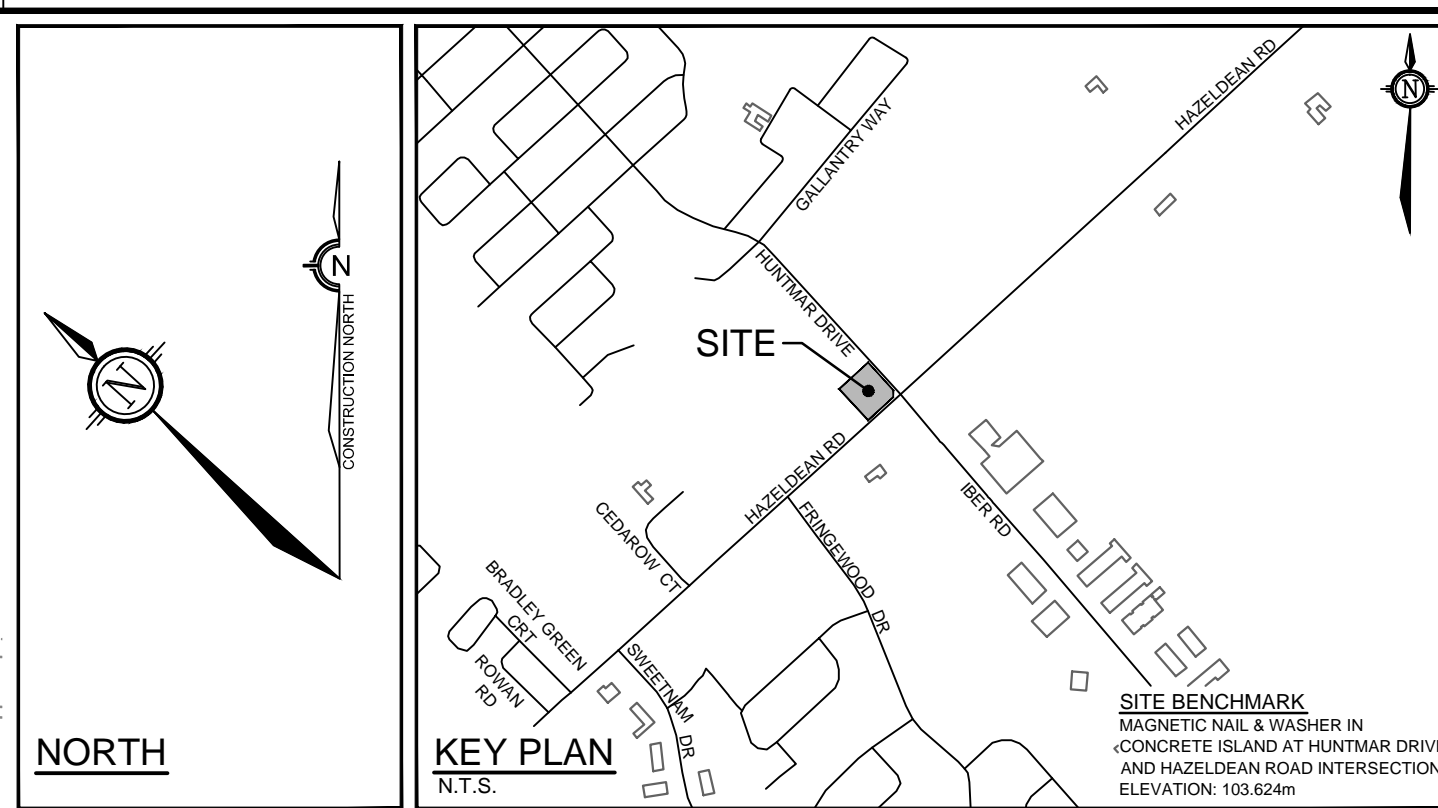 N
N
CONSTRUCTION NORTH
NORTH
HAZELDEAN RD
N
GALLANTRY WAY
HUNTMAR DRIVE
SITE
HAZELDEAN RD
IBER RD
CEDAROW CT
FRINGEWOOD DR
BRADLEY GREEN
CRT
ROWAN
RD
SWEETNAM DR
KEY PLAN
N.T.S.
SITE BENCHMARK
MAGNETIC NAIL & WASHER IN
CONCRETE ISLAND AT HUNTMAR DRIV
AND HAZELDEAN ROAD INTERSECTION
ELEVATION: 103.624m